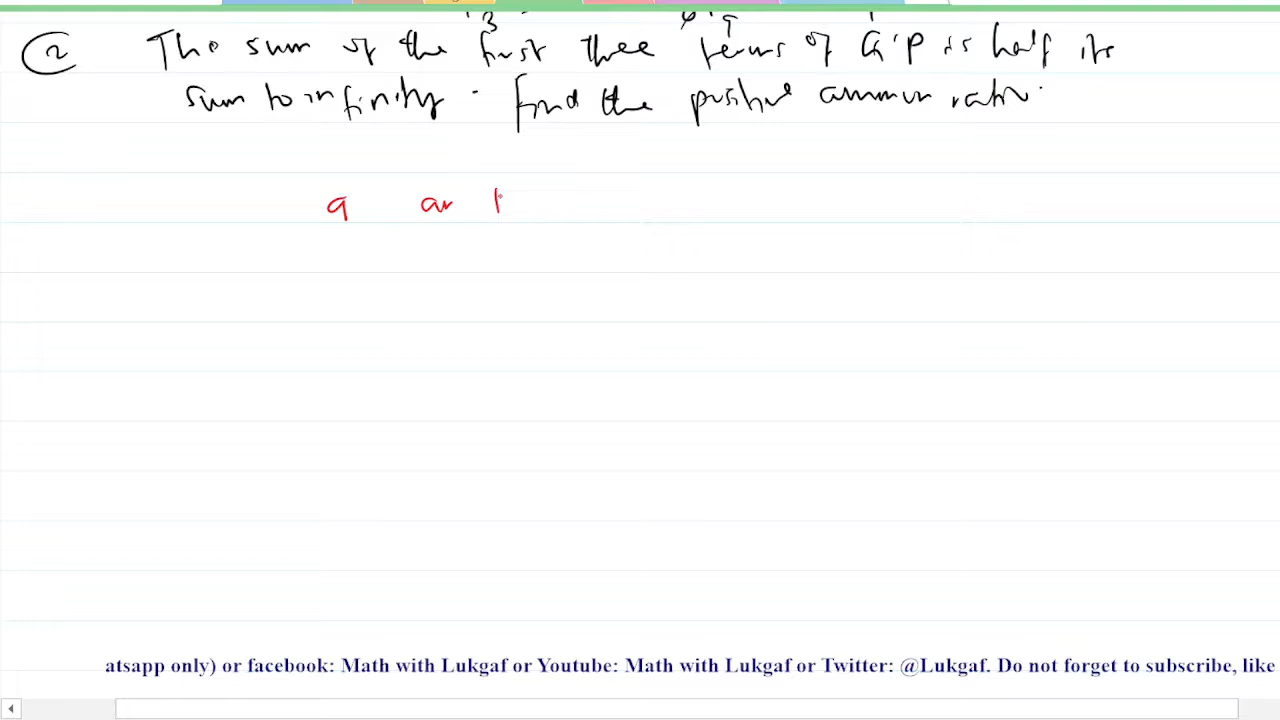 ② The sum of the first three terms of G.P is half its
sum to infinity. find the positive common ratio.
a ar
atsapp only) or facebook: Math with Lukgaf or Youtube: Math with Lukgaf or Twitter: @Lukgaf. Do not forget to subscribe, like